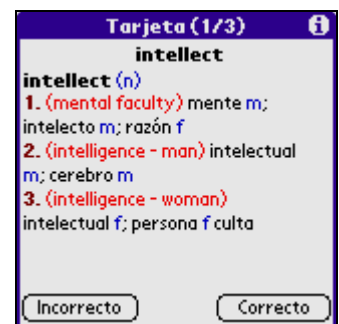 Tarjeta (1/3) i
intellect
intellect (n)
1. (mental faculty) mente m;
intelecto m; razón f
2. (intelligence - man) intelectual
m; cerebro m
3. (intelligence - woman)
intelectual f; persona f culta
Incorrecto Correcto